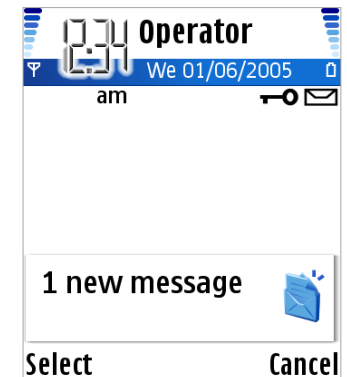 12:34 Operator
We 01/06/2005
am
1 new message
Select Cancel